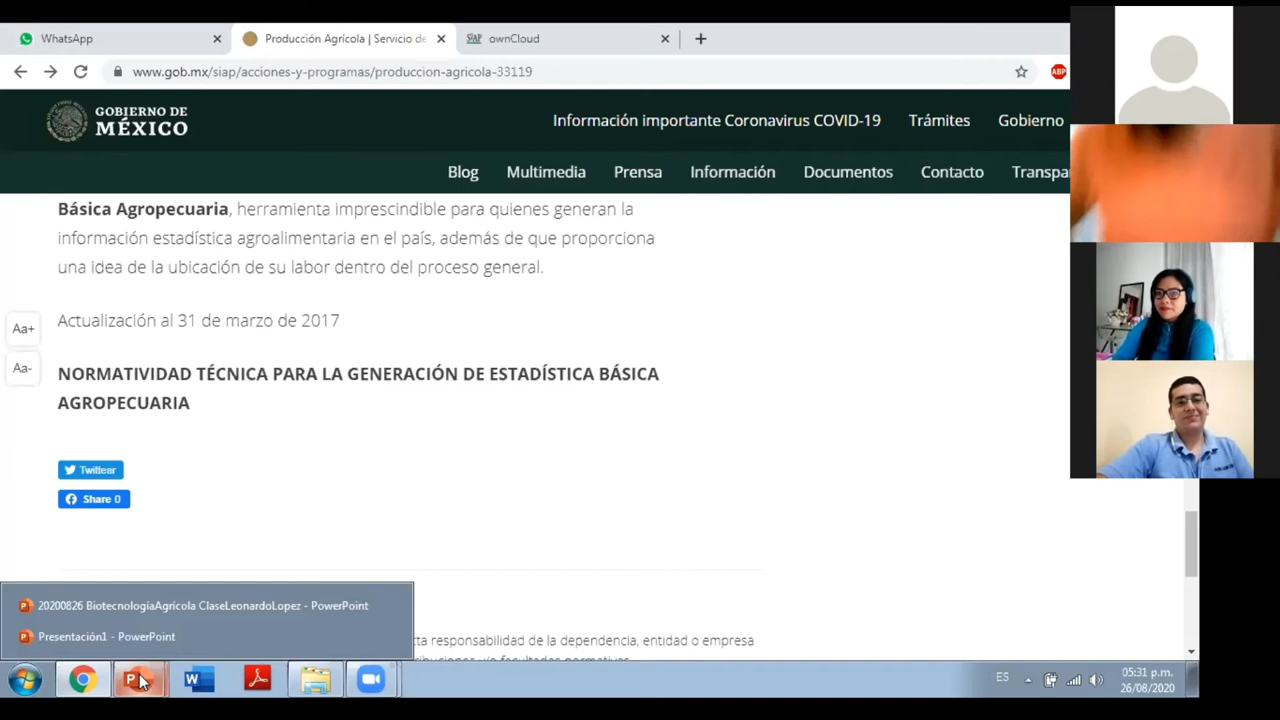 WhatsApp
Producción Agrícola | Servicio de
SIAP ownCloud
www.gob.mx/siap/acciones-y-programas/produccion-agricola-33119
ABP
GOBIERNO DE
MÉXICO
Información importante Coronavirus COVID-19 Trámites Gobierno
Blog Multimedia Prensa Información Documentos Contacto Transpa
Básica Agropecuaria, herramienta imprescindible para quienes generan la
información estadística agroalimentaria en el país, además de que proporciona
una idea de la ubicación de su labor dentro del proceso general.
Aa+
Actualización al 31 de marzo de 2017
Aa-
NORMATIVIDAD TÉCNICA PARA LA GENERACIÓN DE ESTADÍSTICA BÁSICA
AGROPECUARIA
Twittear
Share 0
20200826 BiotecnologíaAgrícola ClaseLeonardoLopez - PowerPoint
Presentación1 - PowerPoint
responsabilidad de la dependencia, entidad o empresa
ES
05:31 p.m.
26/08/2020